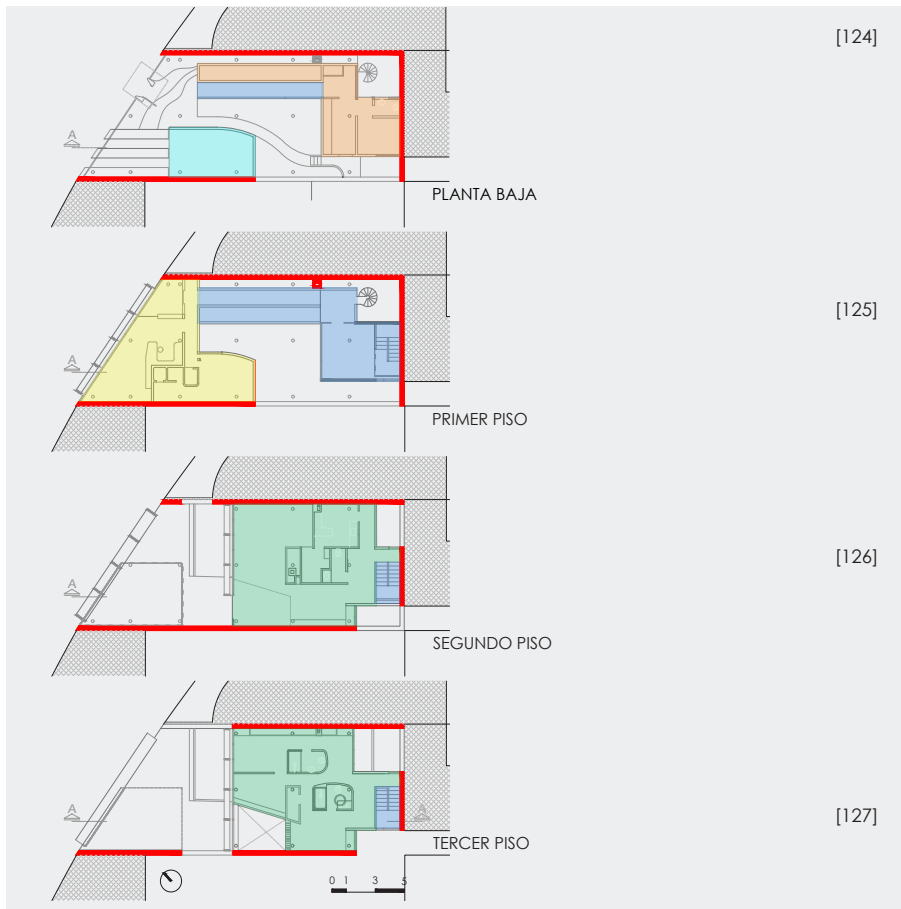 [124]
A
PLANTA BAJA
[125]
A
PRIMER PISO
[126]
A
SEGUNDO PISO
[127]
A
A
TERCER PISO
0 1 3 5